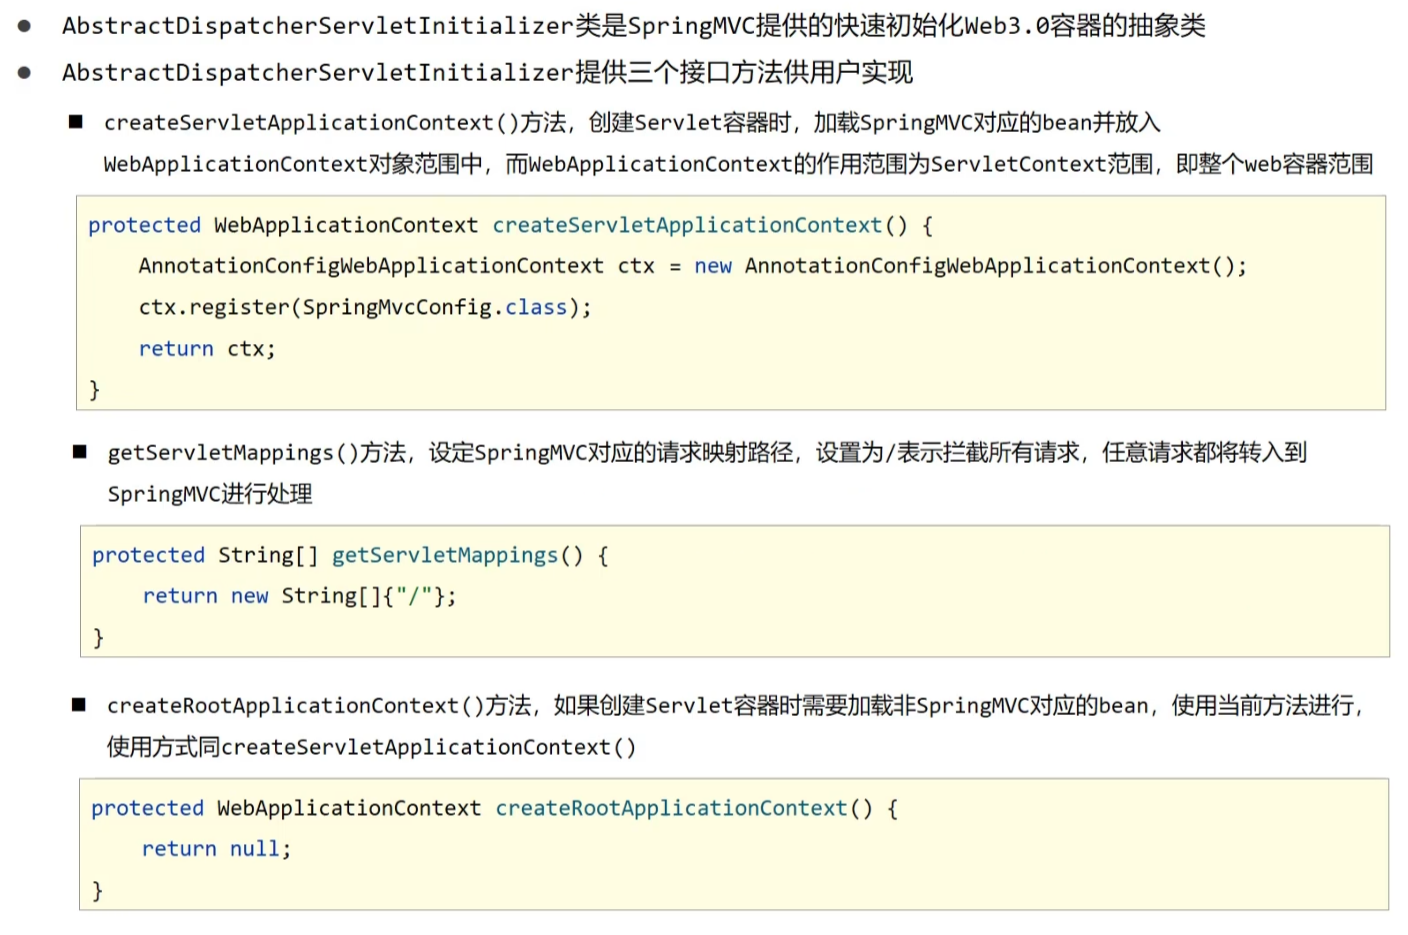 ● AbstractDispatcherServletInitializer类是SpringMVC提供的快速初始化Web3.0容器的抽象类
● AbstractDispatcherServletInitializer提供三个接口方法供用户实现
■ createServletApplicationContext()方法，创建Servlet容器时，加载SpringMVC对应的bean并放入
WebApplicationContext对象范围中，而WebApplicationContext的作用范围为ServletContext范围，即整个web容器范围
protected WebApplicationContext createServletApplicationContext() {
    AnnotationConfigWebApplicationContext ctx = new AnnotationConfigWebApplicationContext();
    ctx.register(SpringMvcConfig.class);
    return ctx;
}
■ getServletMappings()方法，设定SpringMVC对应的请求映射路径，设置为/表示拦截所有请求，任意请求都将转入到
SpringMVC进行处理
protected String[] getServletMappings() {
    return new String[]{"/"};
}
■ createRootApplicationContext()方法，如果创建Servlet容器时需要加载非SpringMVC对应的bean，使用当前方法进行，
使用方式同createServletApplicationContext()
protected WebApplicationContext createRootApplicationContext() {
    return null;
}